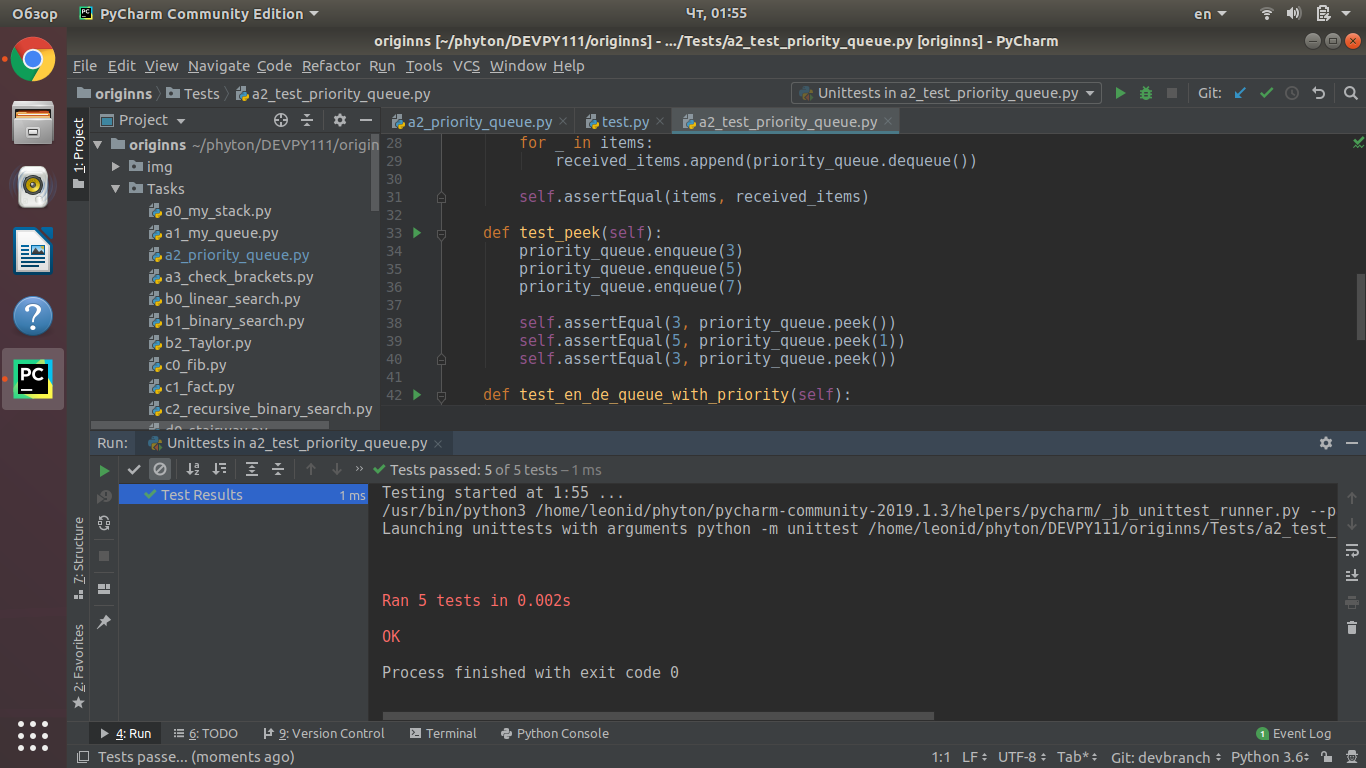 Обзор PyCharm Community Edition Чт, 01:55 en
originns [~/phyton/DEVPY111/originns] - .../Tests/a2_test_priority_queue.py [originns] - PyCharm
File Edit View Navigate Code Refactor Run Tools VCS Window Help
originns Tests a2_test_priority_queue.py Unittests in a2_test_priority_queue.py Git:
1: Project
Project
originns ~/phyton/DEVPY111/origin
img
Tasks
a0_my_stack.py
a1_my_queue.py
a2_priority_queue.py
a3_check_brackets.py
b0_linear_search.py
b1_binary_search.py
b2_Taylor.py
c0_fib.py
c1_fact.py
c2_recursive_binary_search.py
d0_stairway.py
a2_priority_queue.py test.py a2_test_priority_queue.py
28 for _ in items:
29 received_items.append(priority_queue.dequeue())
30
31 self.assertEqual(items, received_items)
32
33 def test_peek(self):
34 priority_queue.enqueue(3)
35 priority_queue.enqueue(5)
36 priority_queue.enqueue(7)
37
38 self.assertEqual(3, priority_queue.peek())
39 self.assertEqual(5, priority_queue.peek(1))
40 self.assertEqual(3, priority_queue.peek())
41
42 def test_en_de_queue_with_priority(self):
Run: Unittests in a2_test_priority_queue.py
Tests passed: 5 of 5 tests – 1 ms
Test Results 1 ms
Testing started at 1:55 ...
/usr/bin/python3 /home/leonid/phyton/pycharm-community-2019.1.3/helpers/pycharm/_jb_unittest_runner.py --p
Launching unittests with arguments python -m unittest /home/leonid/phyton/DEVPY111/originns/Tests/a2_test_
Ran 5 tests in 0.002s
OK
Process finished with exit code 0
7: Structure
2: Favorites
4: Run 6: TODO 9: Version Control Terminal Python Console 1 Event Log
Tests passe... (moments ago) 1:1 LF UTF-8 Tab* Git: devbranch Python 3.6